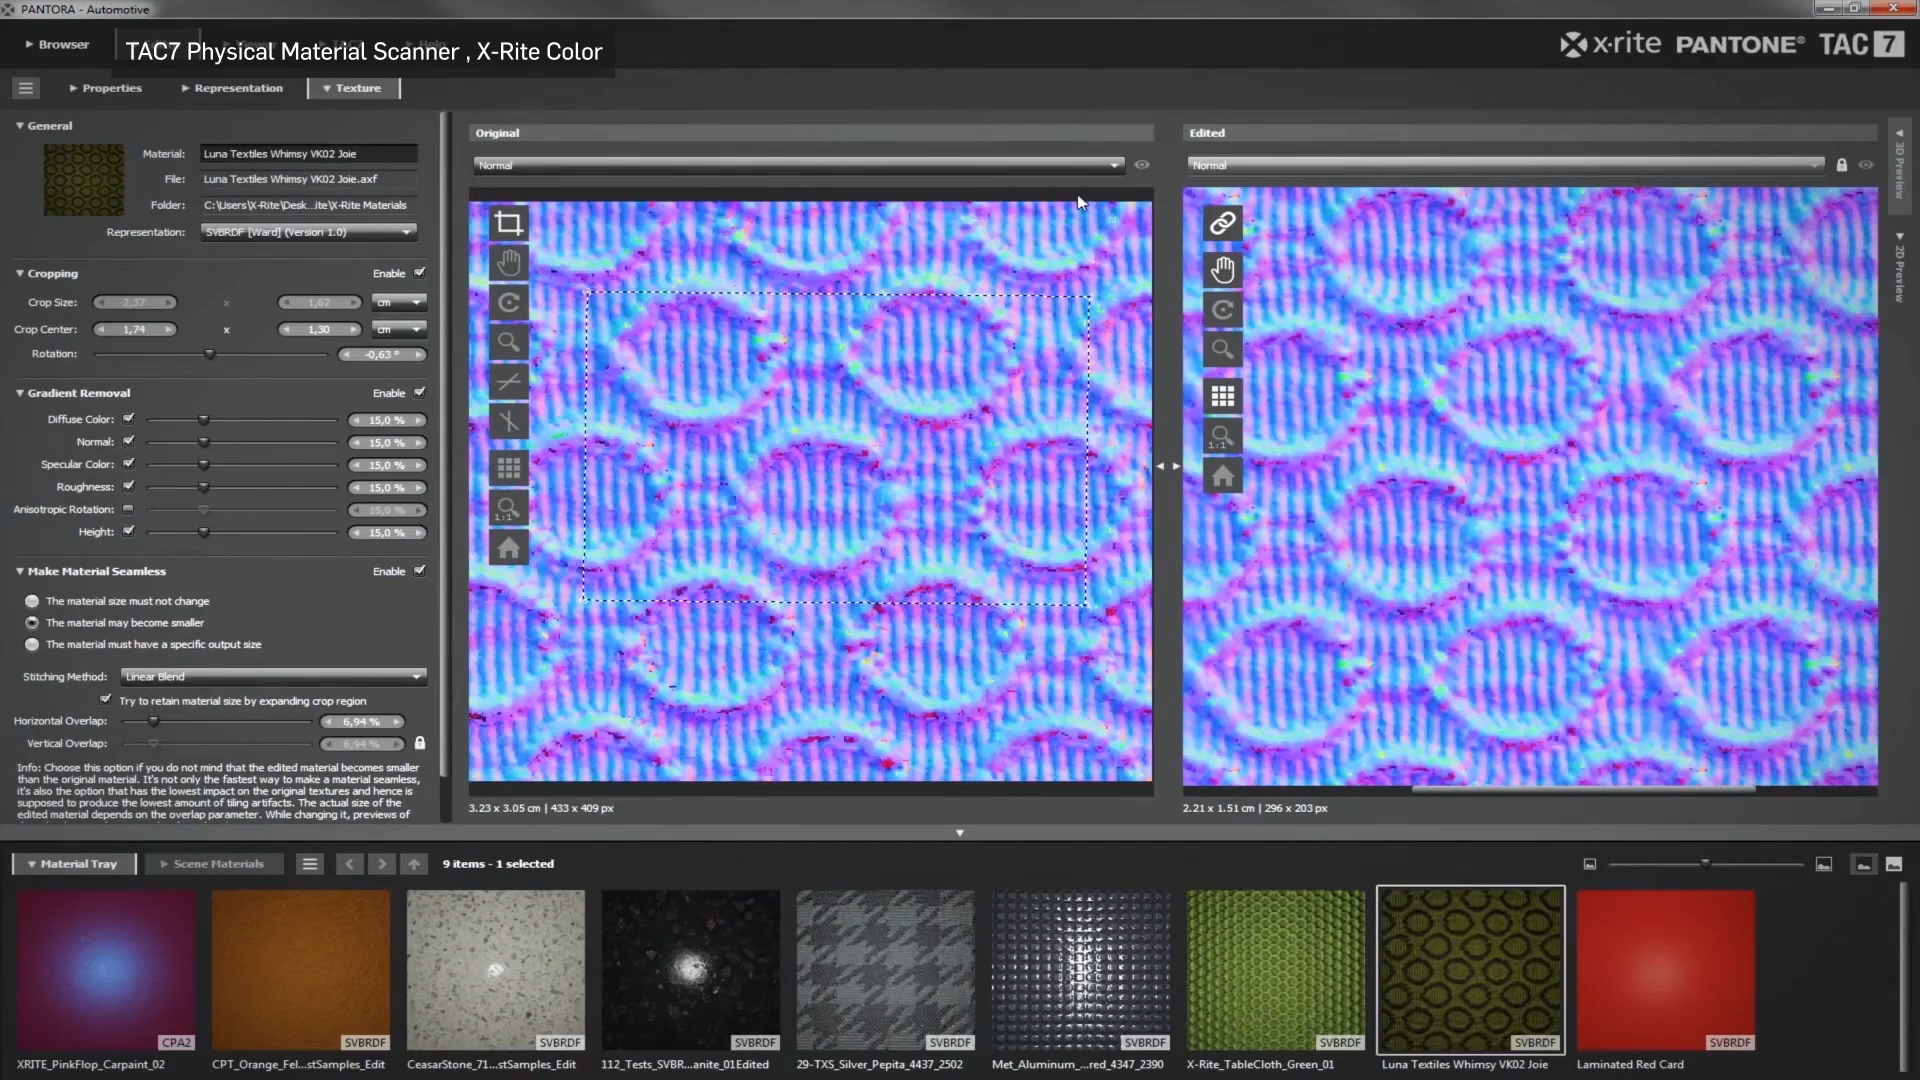 PANTORA - Automotive
Browser
TAC7 Physical Material Scanner , X-Rite Color
x·rite PANTONE® TAC 7
Properties
Representation
Texture
General
Material: Luna Textiles Whimsy VK02 Joie
File: Luna Textiles Whimsy VK02 Joie.axf
Folder: C:\Users\X-Rite\Desk...ite\X-Rite Materials
Representation: SVBRDF [Ward] (Version 1.0)
Cropping Enable
Crop Size: 2,37 x 1,62 cm
Crop Center: 1,74 x 1,30 cm
Rotation: -0,63 °
Gradient Removal Enable
Diffuse Color: 15,0 %
Normal: 15,0 %
Specular Color: 15,0 %
Roughness: 15,0 %
Anisotropic Rotation: 15,0 %
Height: 15,0 %
Make Material Seamless Enable
The material size must not change
The material may become smaller
The material must have a specific output size
Stitching Method: Linear Blend
Try to retain material size by expanding crop region
Horizontal Overlap: 6,94 %
Vertical Overlap: 6,94 %
Info: Choose this option if you do not mind that the edited material becomes smaller
than the original material. It's not only the fastest way to make a material seamless,
it's also the option that has the lowest impact on the original textures and hence is
supposed to produce the lowest amount of tiling artifacts. The actual size of the
edited material depends on the overlap parameter. While changing it, previews of
Original
Normal
1:1
3.23 x 3.05 cm | 433 x 409 px
Edited
Normal
1:1
2.21 x 1.51 cm | 296 x 203 px
3D Preview
2D Preview
Material Tray
Scene Materials
9 items - 1 selected
CPA2
SVBRDF
SVBRDF
SVBRDF
SVBRDF
SVBRDF
SVBRDF
SVBRDF
SVBRDF
XRITE_PinkFlop_Carpaint_02
CPT_Orange_Fel...stSamples_Edit
CeasarStone_71...stSamples_Edit
112_Tests_SVBR...anite_01Edited
29-TXS_Silver_Pepita_4437_2502
Met_Aluminum_...red_4347_2390
X-Rite_TableCloth_Green_01
Luna Textiles Whimsy VK02 Joie
Laminated Red Card